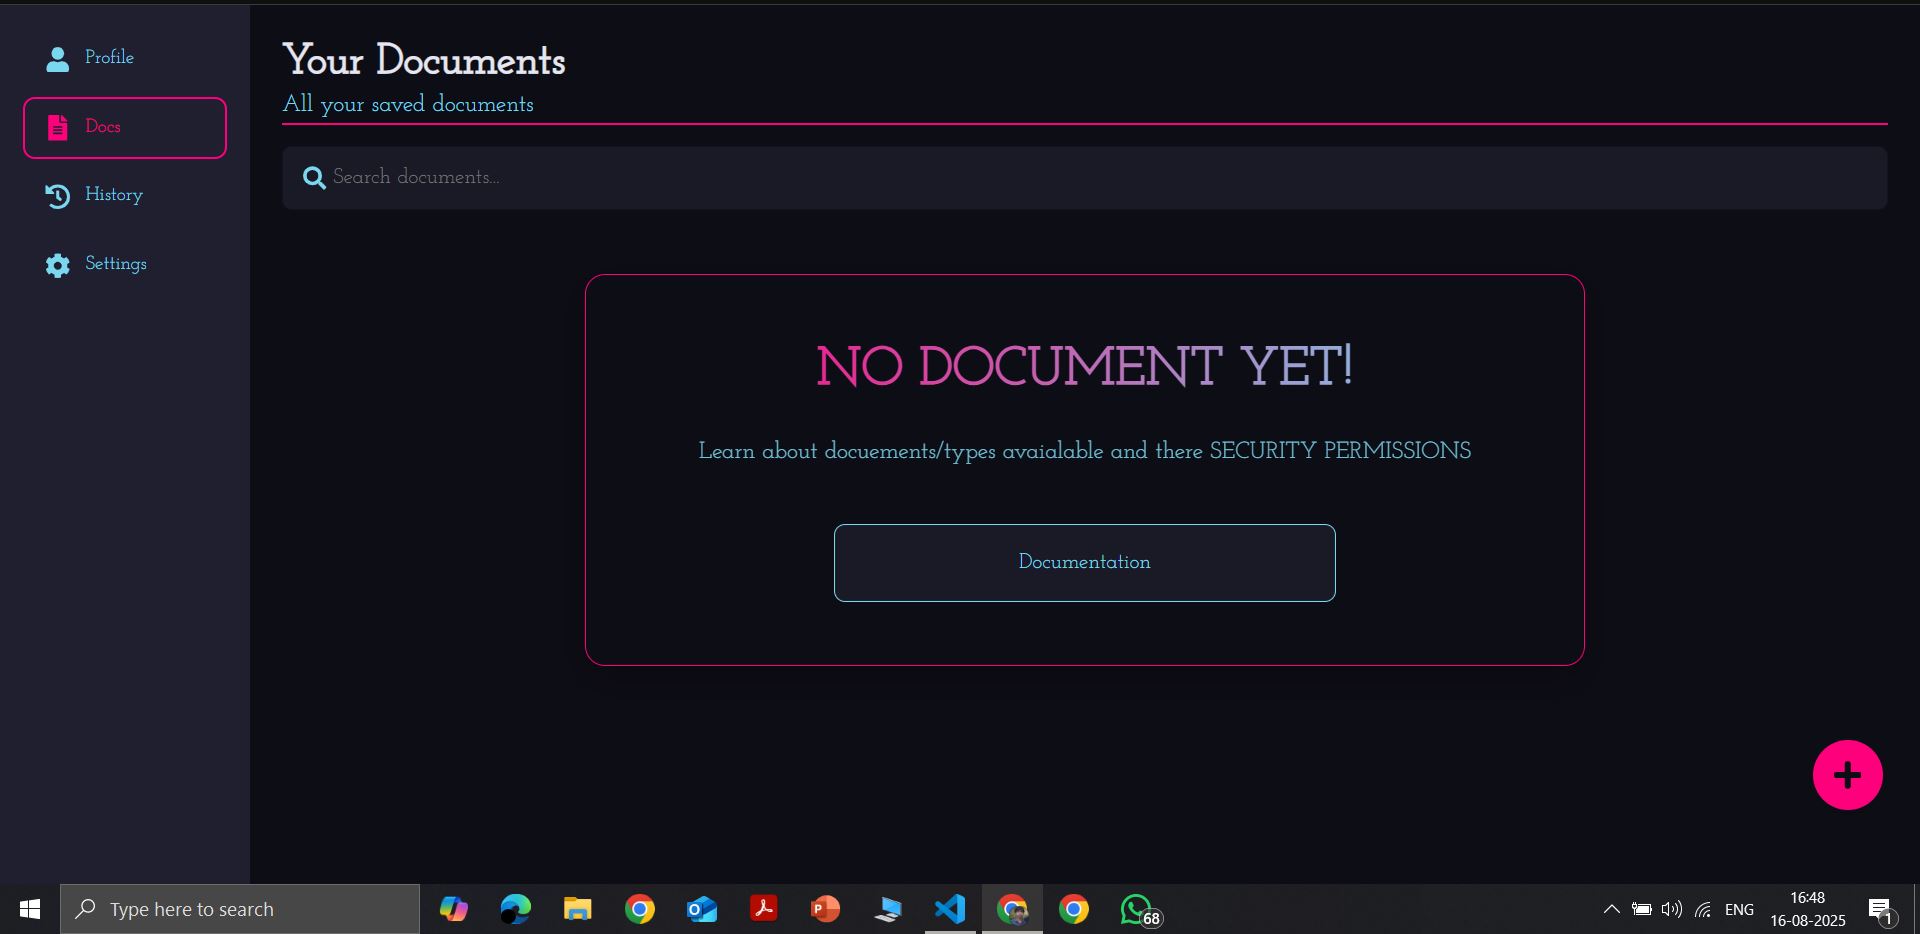 Profile
Docs
History
Settings
Your Documents
All your saved documents
Search documents...
NO DOCUMENT YET!
Learn about docuements/types avaialable and there SECURITY PERMISSIONS
Documentation
Type here to search
68
ENG
16:48
16-08-2025
1